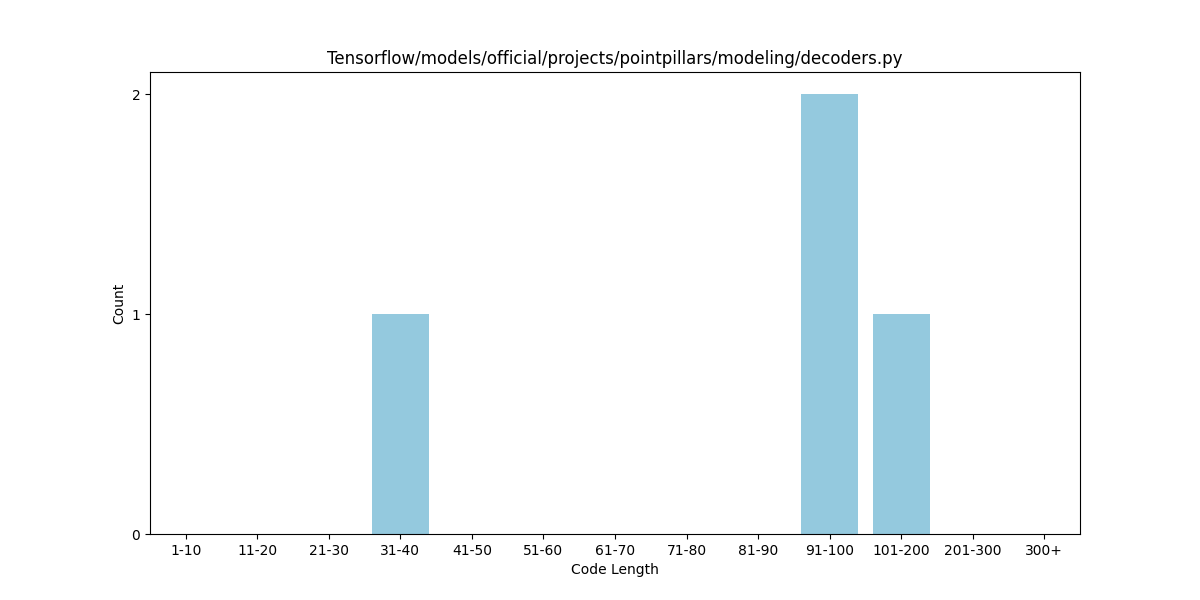 Tensorflow/models/official/projects/pointpillars/modeling/decoders.py
Count
2
1
0
1-10 11-20 21-30 31-40 41-50 51-60 61-70 71-80 81-90 91-100 101-200 201-300 300+
Code Length